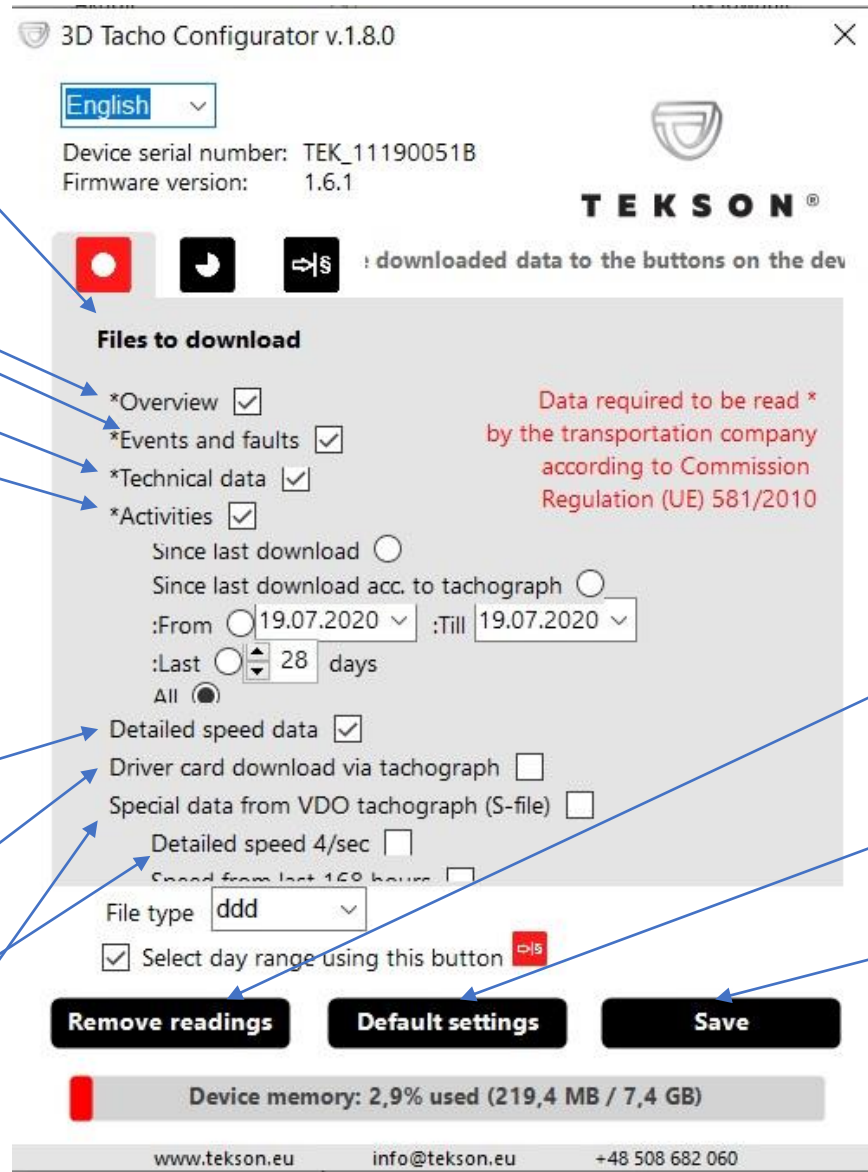 3D Tacho Configurator v.1.8.0
English
Device serial number: TEK_11190051B
Firmware version: 1.6.1
TEKSON®
downloaded data to the buttons on the dev
Files to download
*Overview
*Events and faults
*Technical data
*Activities
Data required to be read *
by the transportation company
according to Commission
Regulation (UE) 581/2010
Since last download
Since last download acc. to tachograph
:From 19.07.2020 :Till 19.07.2020
:Last 28 days
All
Detailed speed data
Driver card download via tachograph
Special data from VDO tachograph (S-file)
Detailed speed 4/sec
Speed from last 168 hours
File type ddd
Select day range using this button
Remove readings Default settings Save
Device memory: 2,9% used (219,4 MB / 7,4 GB)
www.tekson.eu info@tekson.eu +48 508 682 060